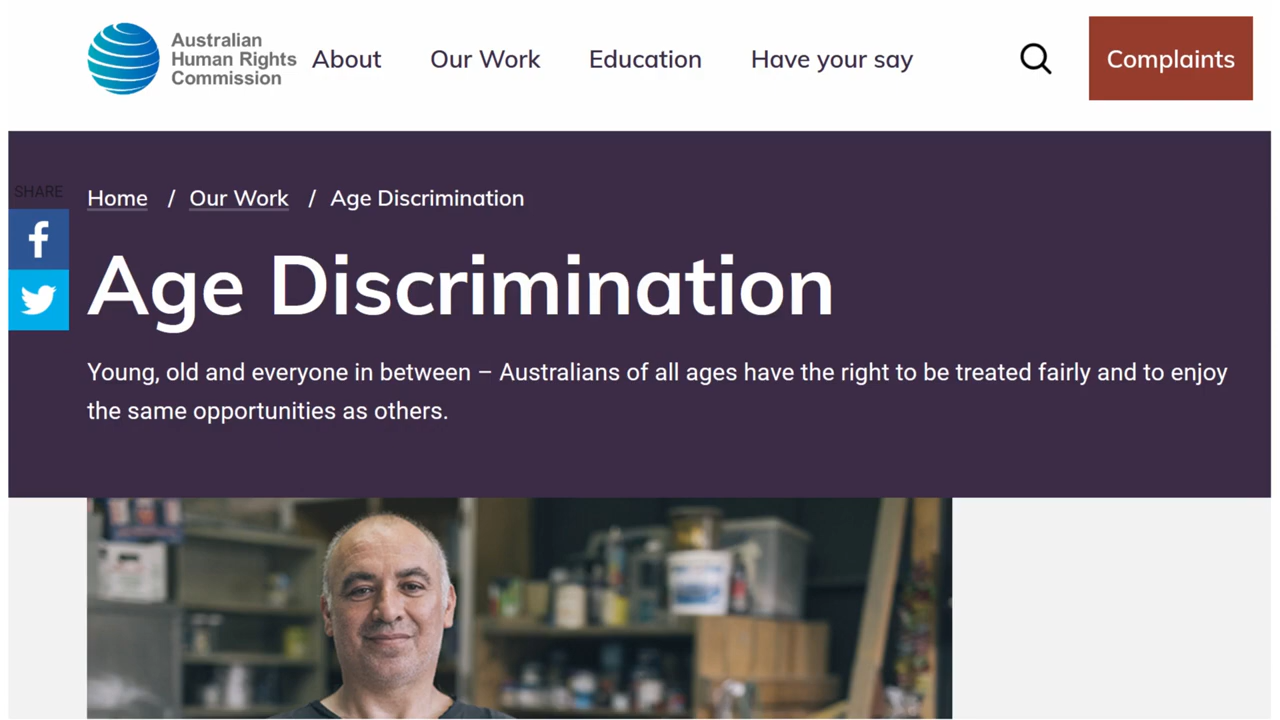 Australian
Human Rights
Commission
About
Our Work
Education
Have your say
Complaints
SHARE
Home / Our Work / Age Discrimination
Age Discrimination
Young, old and everyone in between – Australians of all ages have the right to be treated fairly and to enjoy
the same opportunities as others.